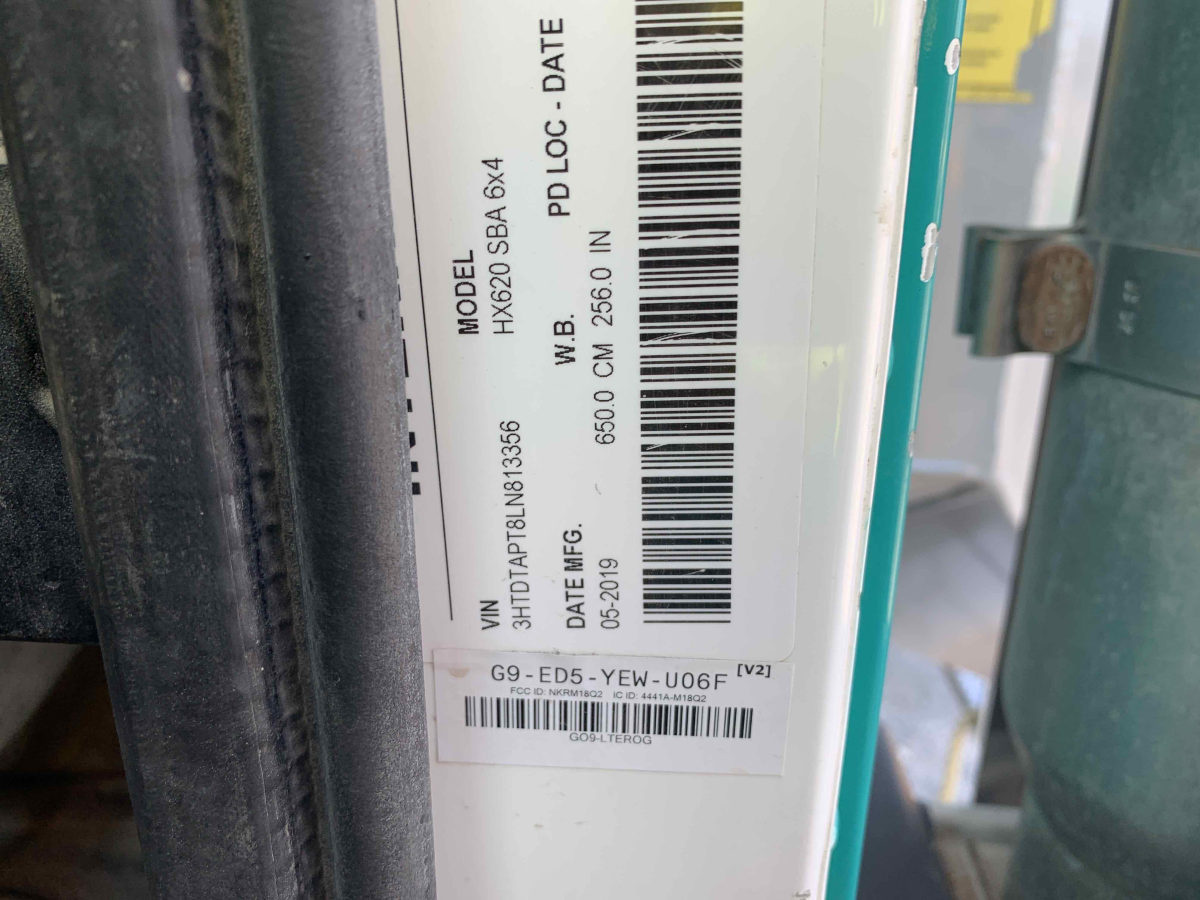 VIN
3HTDTAPT8LN813356
MODEL
HX620 SBA 6x4
DATE MFG.
05-2019
W.B.
650.0 CM 256.0 IN
PD LOC - DATE
G9-ED5-YEW-U06F [V2]
FCC ID: NKRM18Q2 IC ID: 4441A-M18Q2
GO9-LTEROG